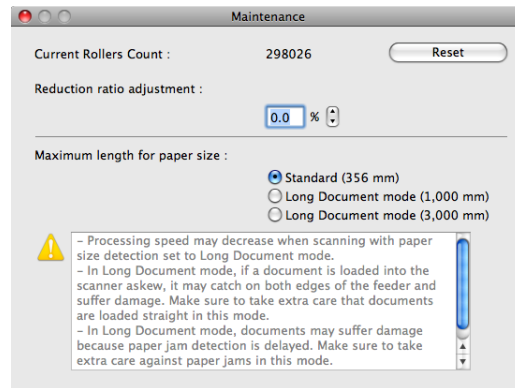 Maintenance
Current Rollers Count : 298026 Reset
Reduction ratio adjustment :
0.0 %
Maximum length for paper size :
Standard (356 mm)
Long Document mode (1,000 mm)
Long Document mode (3,000 mm)
– Processing speed may decrease when scanning with paper
size detection set to Long Document mode.
– In Long Document mode, if a document is loaded into the
scanner askew, it may catch on both edges of the feeder and
suffer damage. Make sure to take extra care that documents
are loaded straight in this mode.
– In Long Document mode, documents may suffer damage
because paper jam detection is delayed. Make sure to take
extra care against paper jams in this mode.